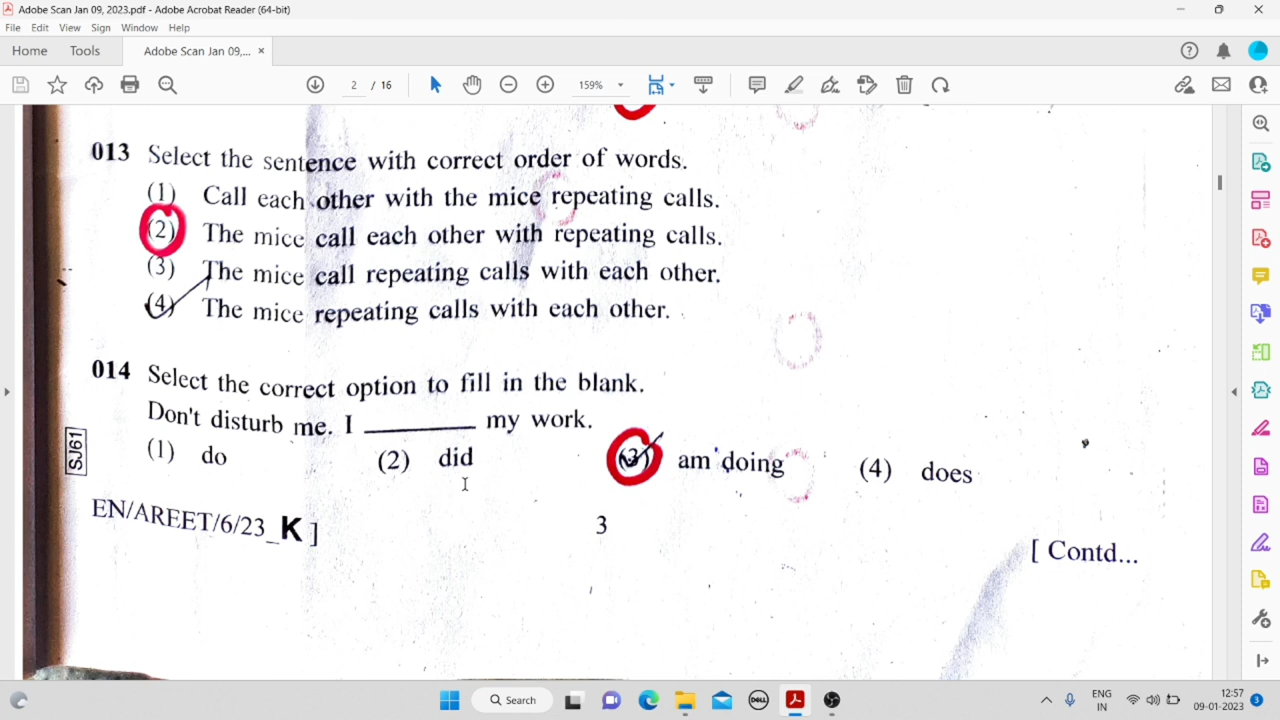 Adobe Scan Jan 09, 2023.pdf - Adobe Acrobat Reader (64-bit)
File Edit View Sign Window Help
Home Tools Adobe Scan Jan 09,... ×
2 / 16 159%
013 Select the sentence with correct order of words.
(1) Call each other with the mice repeating calls.
(2) The mice call each other with repeating calls.
(3) The mice call repeating calls with each other.
(4) The mice repeating calls with each other.
014 Select the correct option to fill in the blank.
Don't disturb me. I ________ my work.
(1) do (2) did (3) am doing (4) does
SJ61
EN/AREET/6/23_K ] 3 [ Contd...
Search
DELL
ENG
IN
12:57
09-01-2023
3